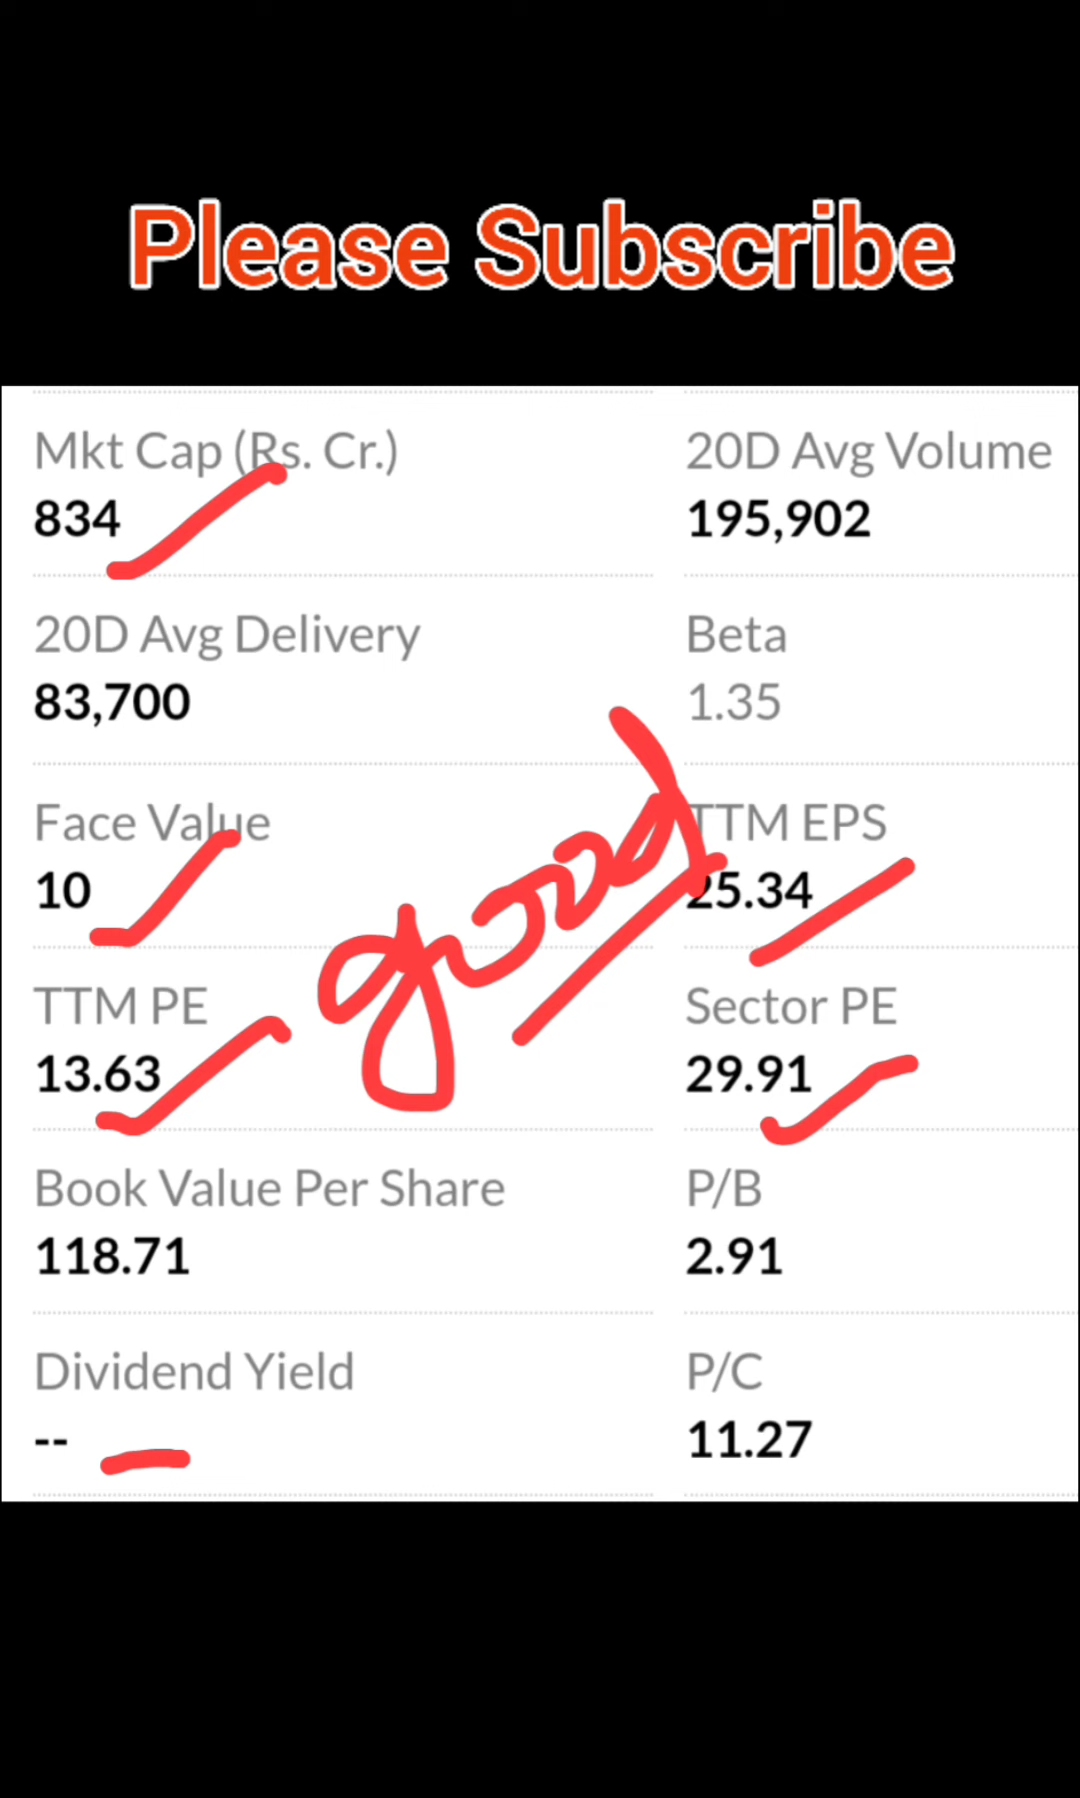 Please Subscribe
Mkt Cap (Rs. Cr.)
834
20D Avg Volume
195,902
20D Avg Delivery
83,700
Beta
1.35
Face Value
10
TTM EPS
25.34
good
TTM PE
13.63
Sector PE
29.91
Book Value Per Share
118.71
P/B
2.91
Dividend Yield
--
P/C
11.27